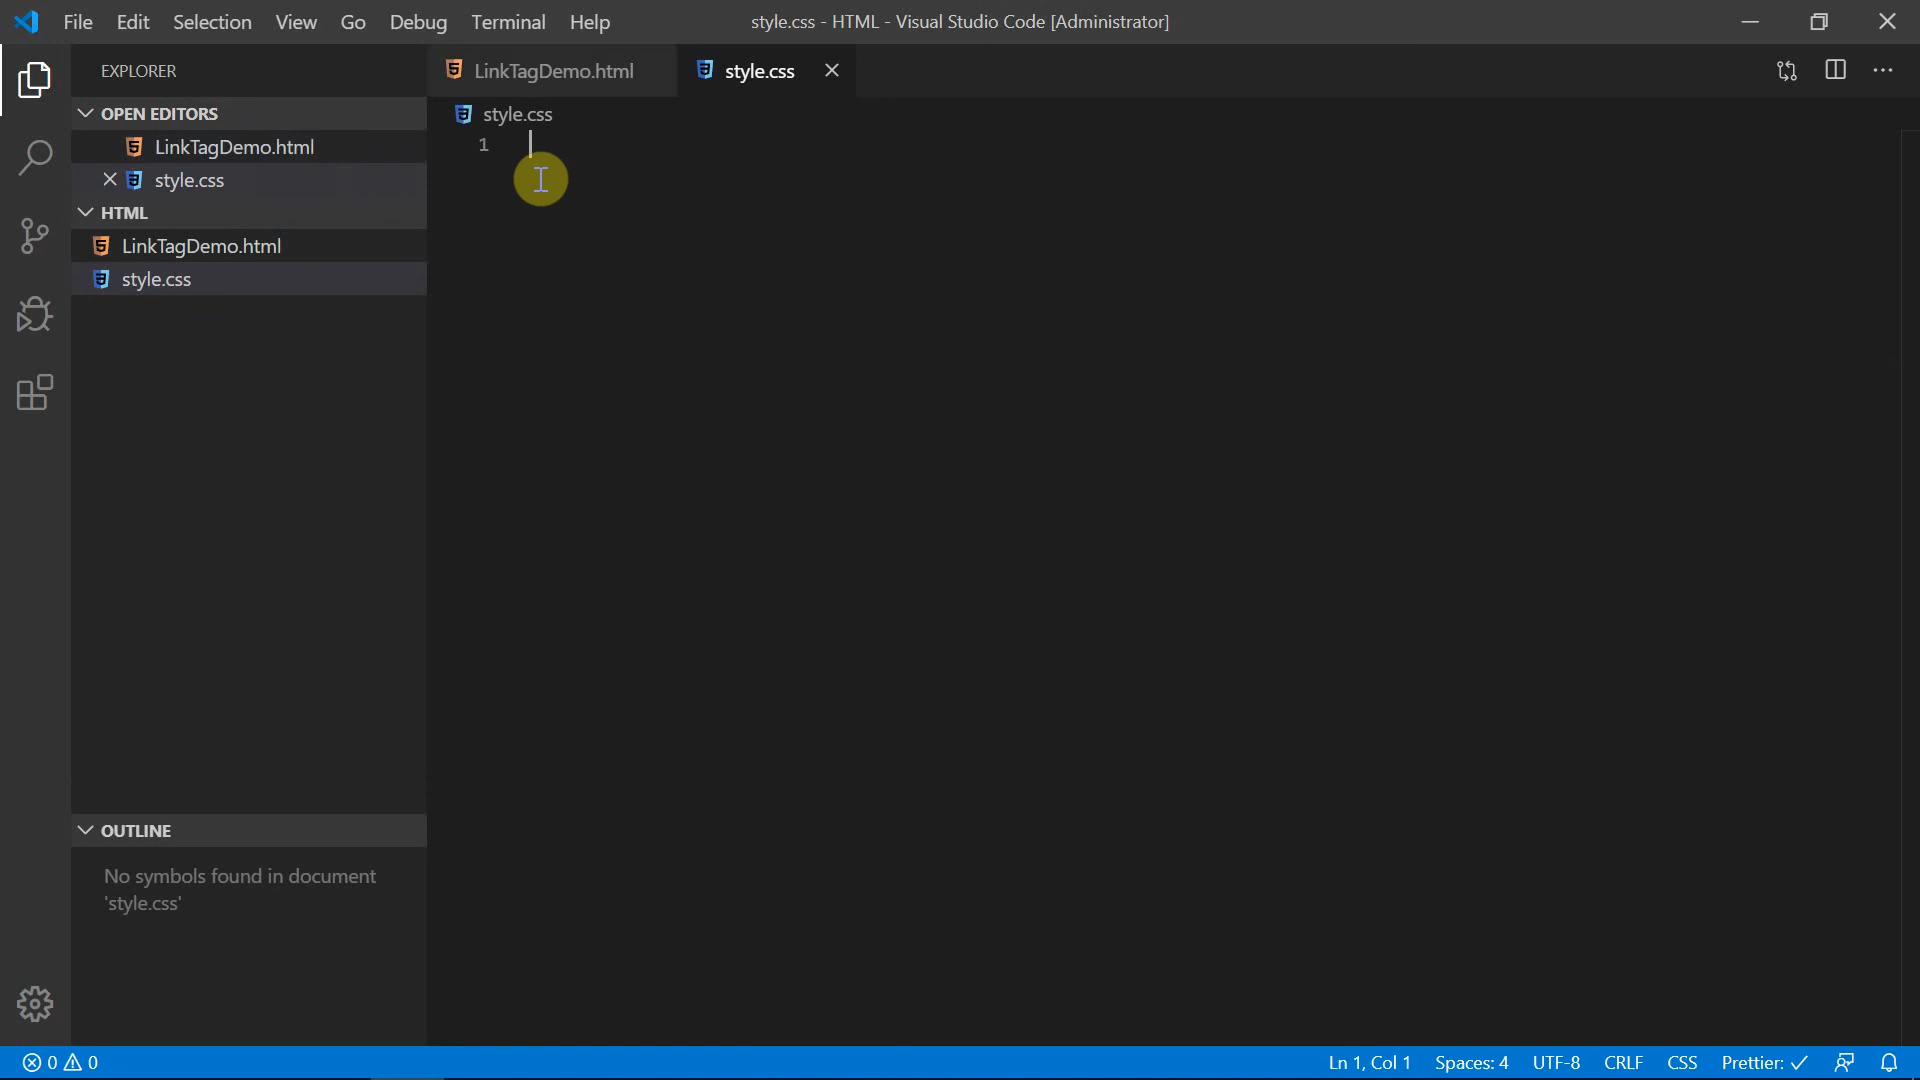 File Edit Selection View Go Debug Terminal Help
style.css - HTML - Visual Studio Code [Administrator]
EXPLORER
OPEN EDITORS
LinkTagDemo.html
style.css
HTML
LinkTagDemo.html
style.css
OUTLINE
No symbols found in document
'style.css'
LinkTagDemo.html
style.css
style.css
1
0 0
Ln 1, Col 1
Spaces: 4
UTF-8
CRLF
CSS
Prettier: ✓